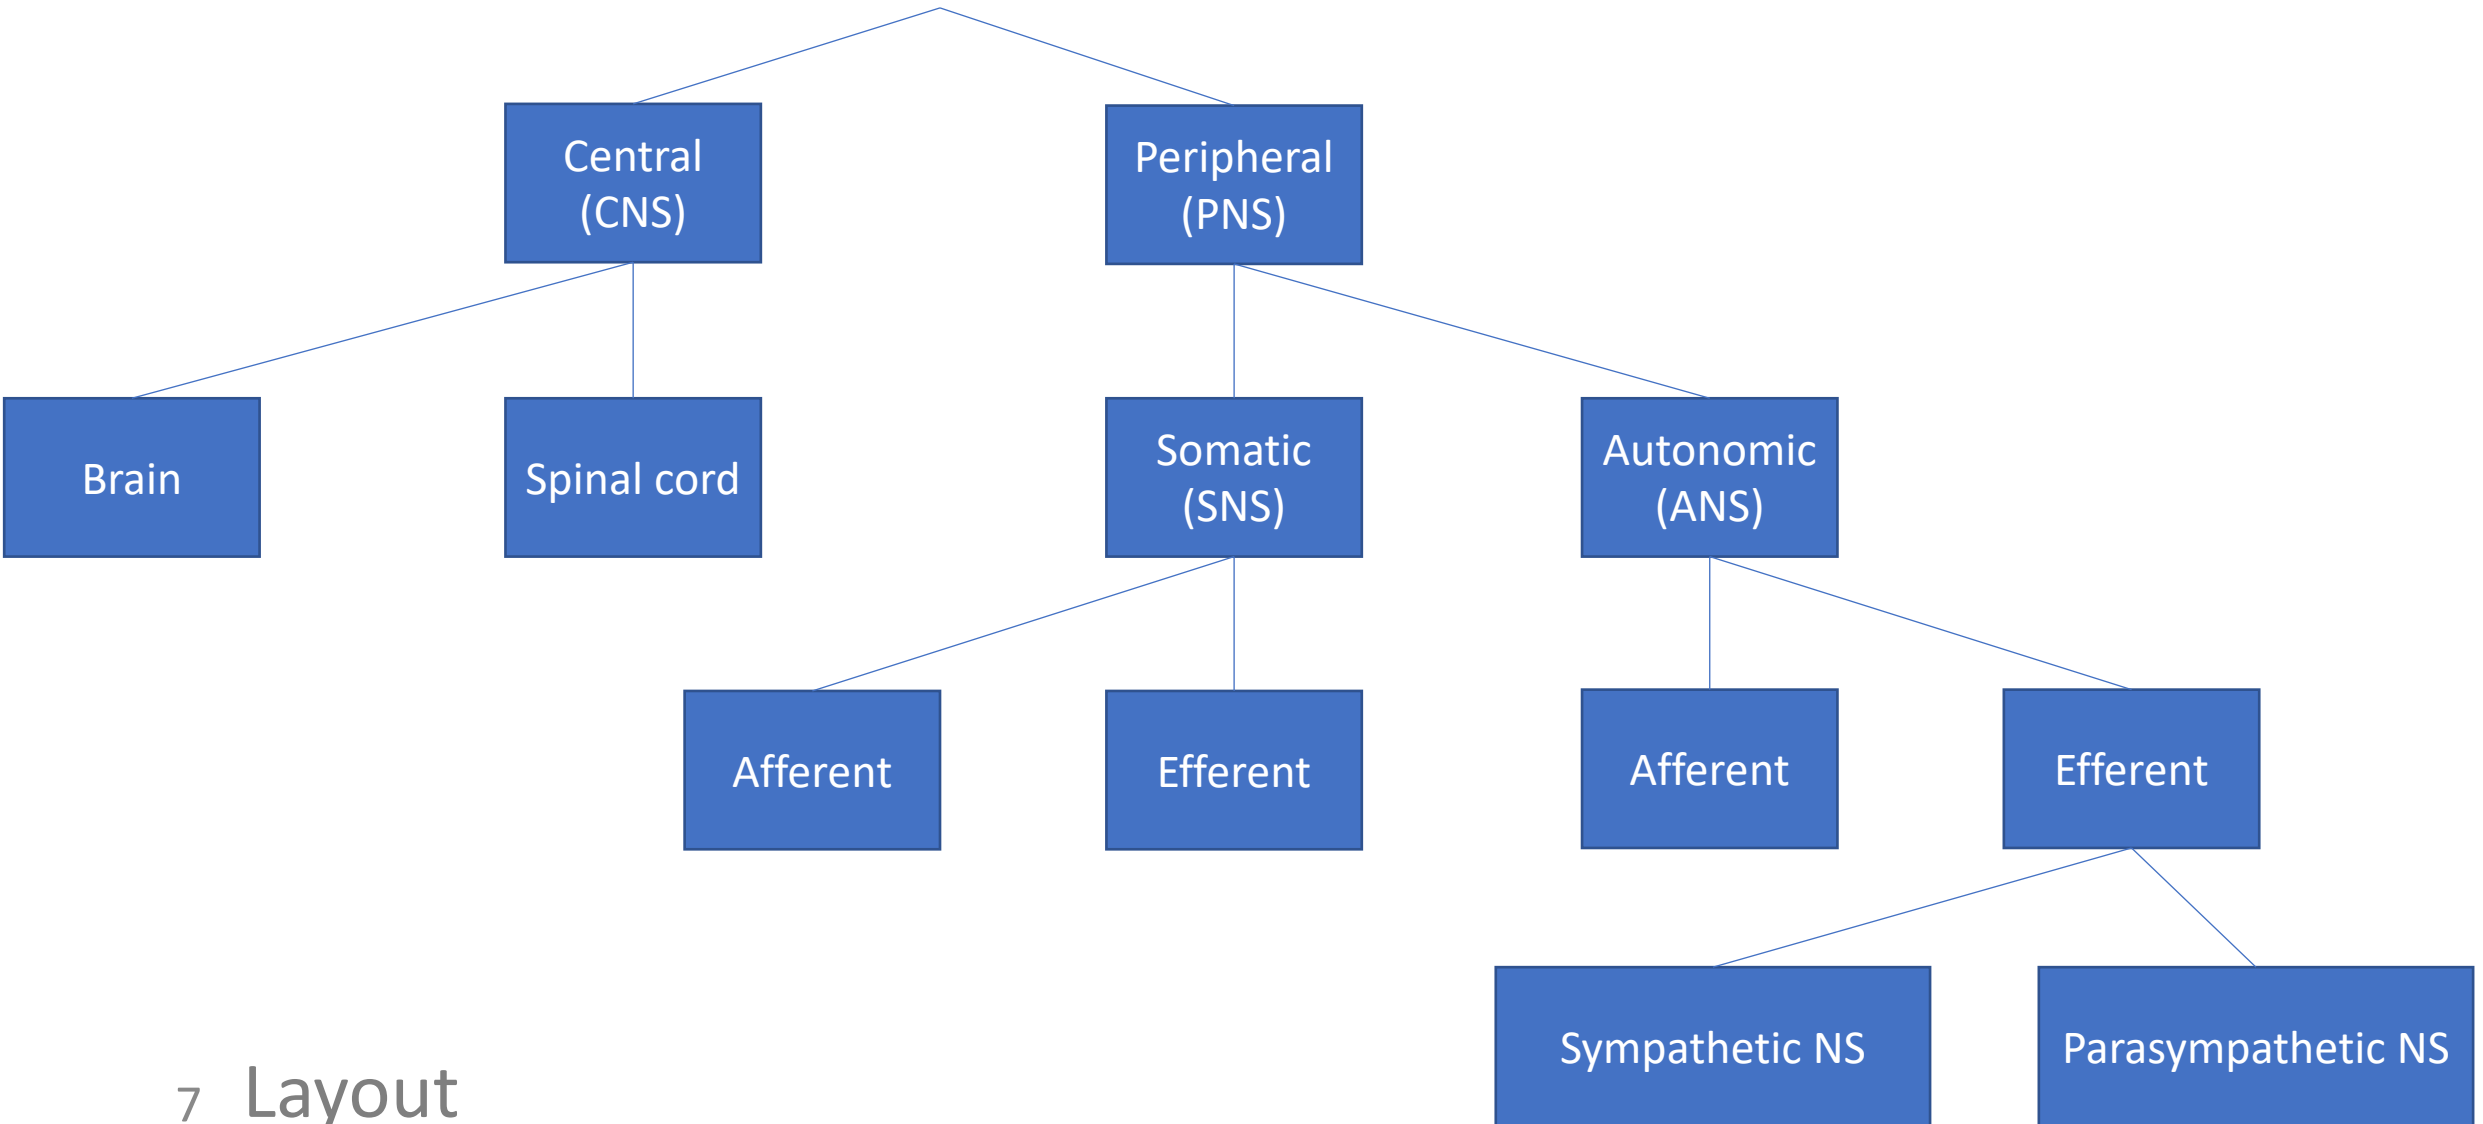 Central
(CNS)
Peripheral
(PNS)
Brain
Spinal cord
Somatic
(SNS)
Autonomic
(ANS)
Afferent
Efferent
Afferent
Efferent
Sympathetic NS
Parasympathetic NS
7 Layout